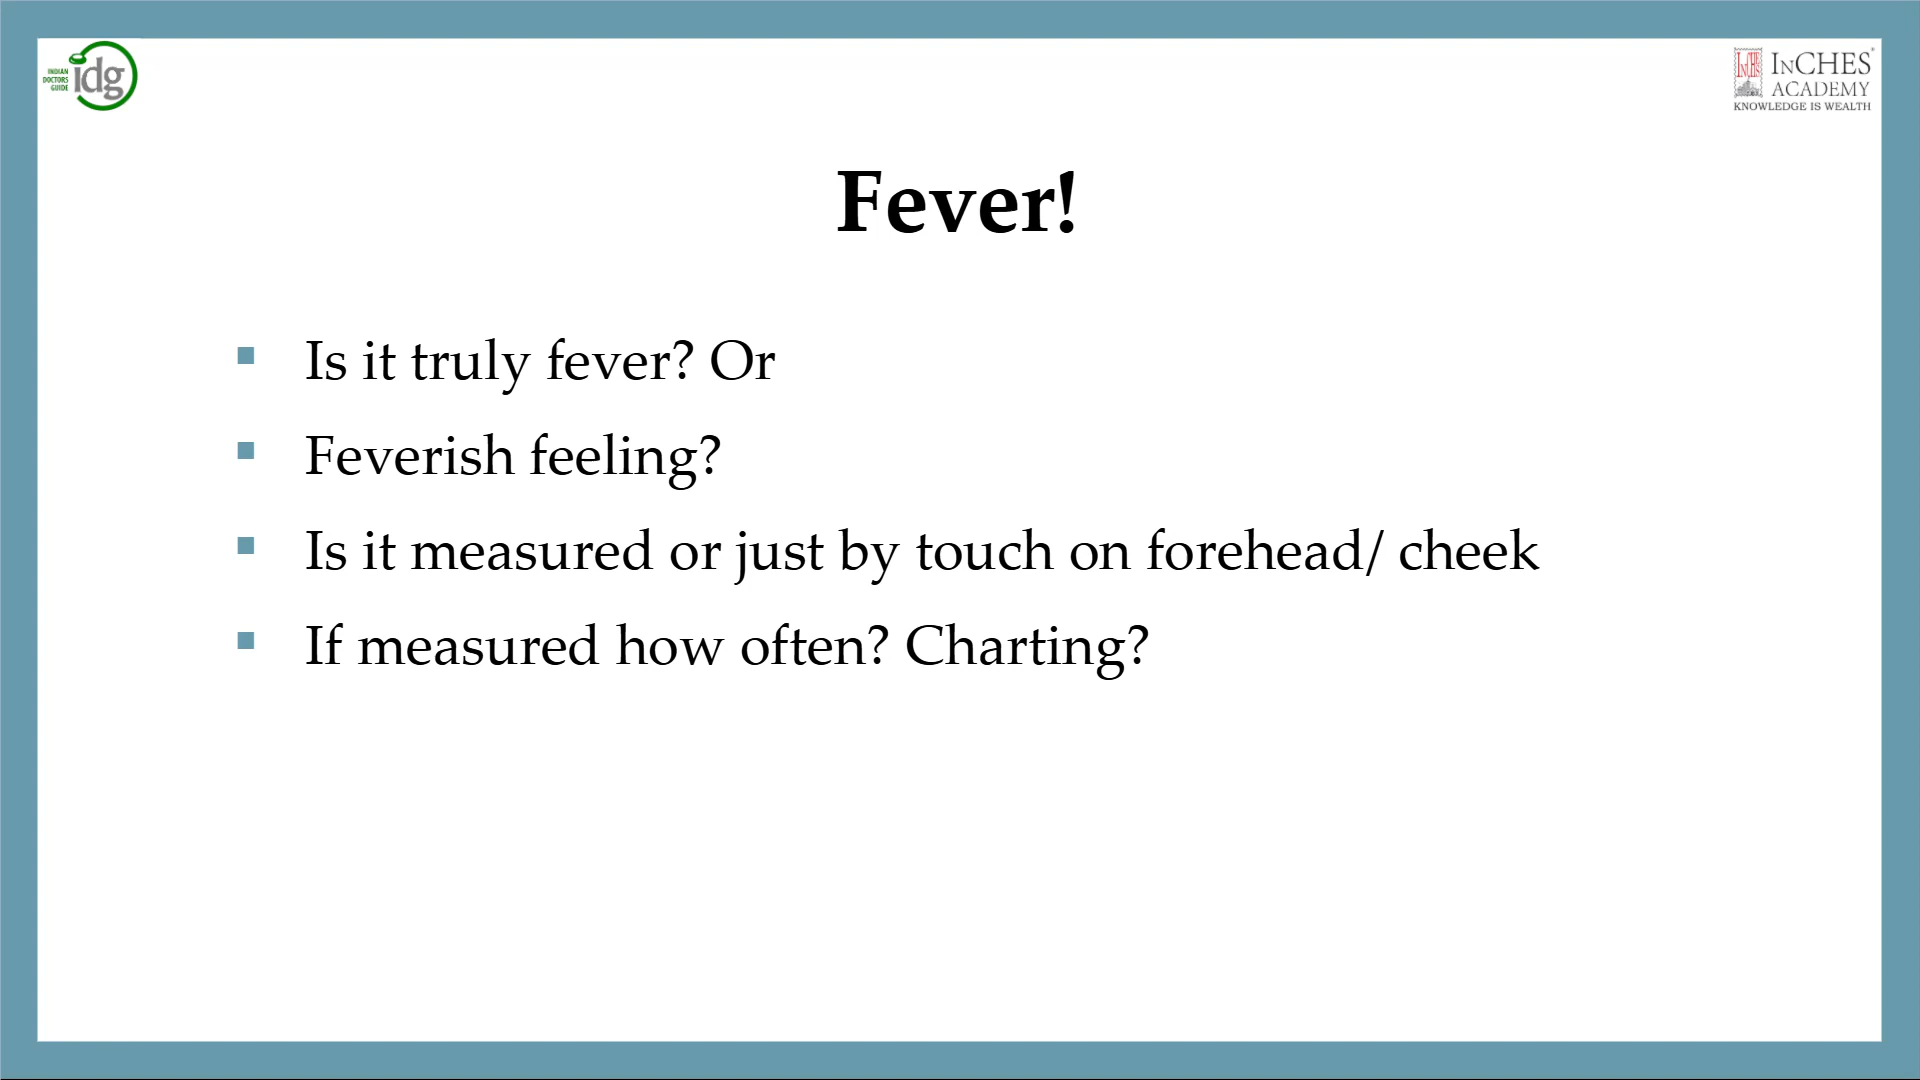 INDIAN
DOCTORS
GUIDE
idg
InCHES
InCHES
ACADEMY
KNOWLEDGE IS WEALTH
Fever!
Is it truly fever? Or
Feverish feeling?
Is it measured or just by touch on forehead/ cheek
If measured how often? Charting?